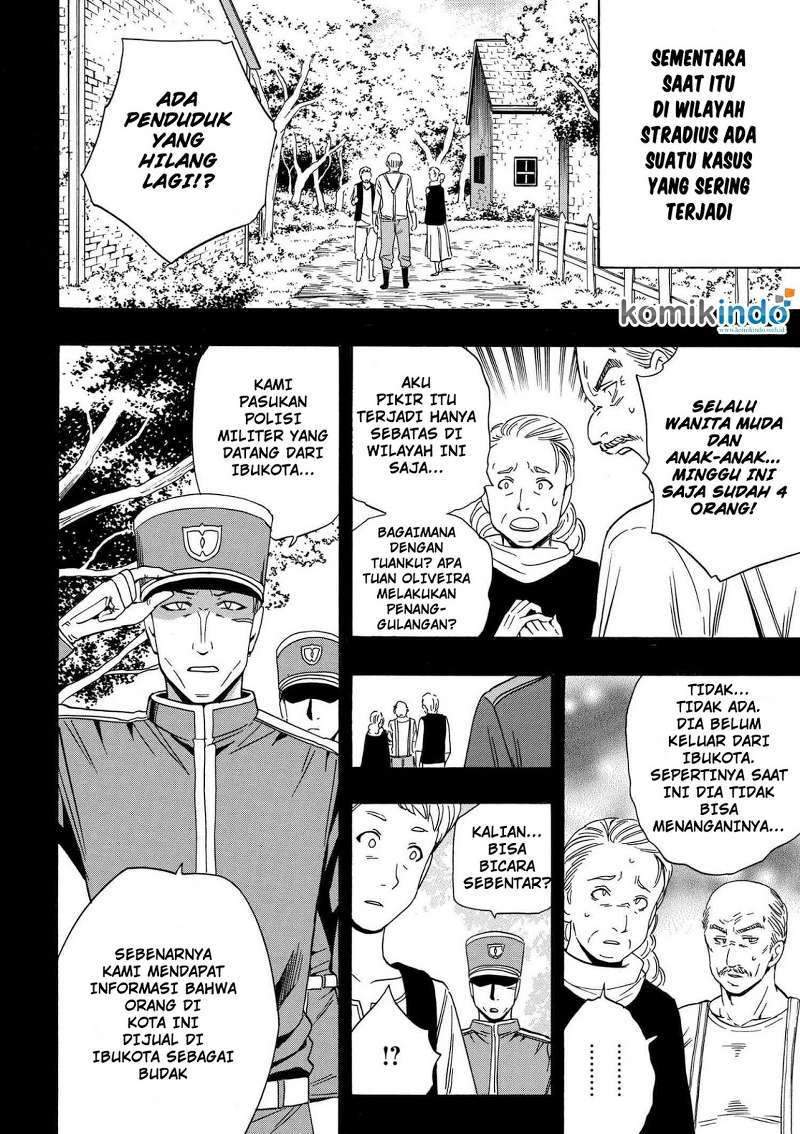 SEMENTARA
SAAT ITU
DI WILAYAH
STRADIUS ADA
SUATU KASUS
YANG SERING
TERJADI
ADA
PENDUDUK
YANG
HILANG
LAGI!?
komikindo
SELALU
WANITA MUDA
DAN
ANAK-ANAK...
MINGGU INI
SAJA SUDAH 4
ORANG!
AKU
PIKIR ITU
TERJADI HANYA
SEBATAS DI
WILAYAH INI
SAJA...
BAGAIMANA
DENGAN
TUANKU? APA
TUAN OLIVEIRA
MELAKUKAN
PENANG-
GULANGAN?
TIDAK...
TIDAK ADA.
DIA BELUM
KELUAR DARI
IBUKOTA.
SEPERTINYA SAAT
INI DIA TIDAK
BISA
MENANGANINYA...
.........
KALIAN...
BISA
BICARA
SEBENTAR?
!?
KAMI
PASUKAN
POLISI
MILITER YANG
DATANG DARI
IBUKOTA...
SEBENARNYA
KAMI MENDAPAT
INFORMASI BAHWA
ORANG DI
KOTA INI
DIJUAL DI
IBUKOTA SEBAGAI
BUDAK